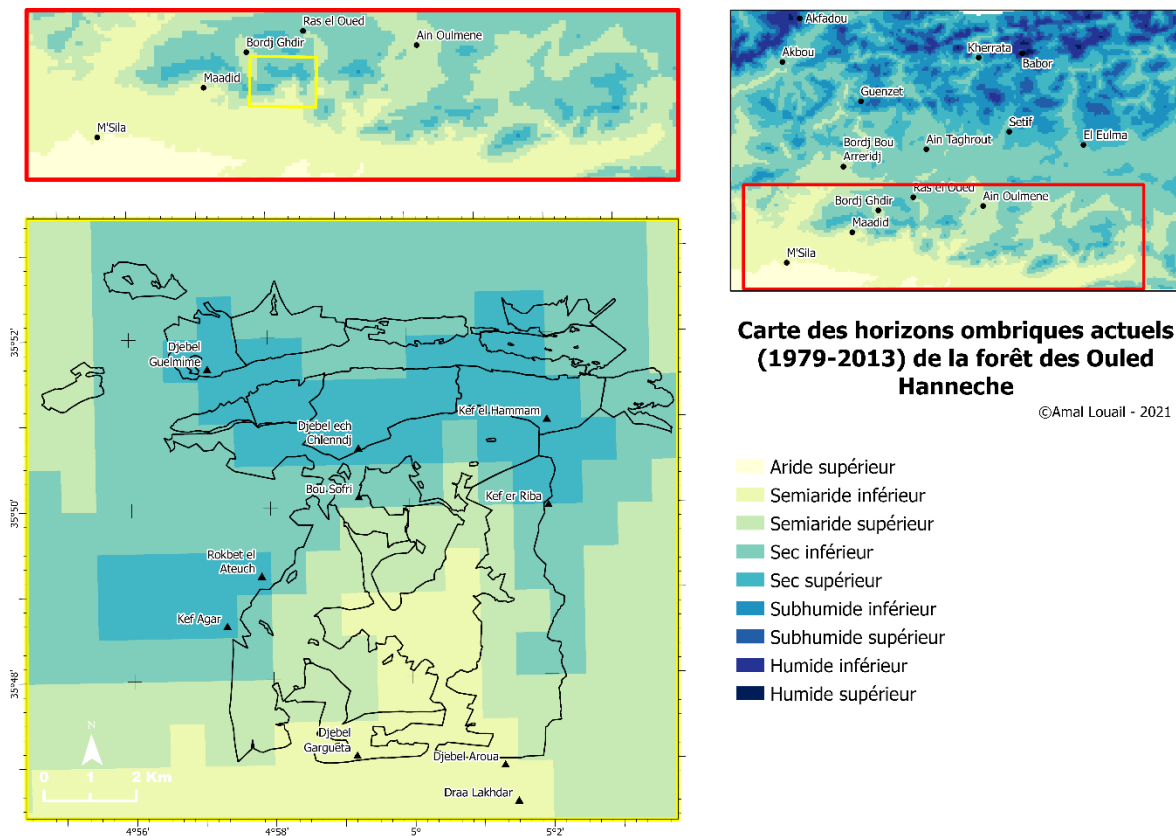 Ras el Oued
Bordj Ghdir
Ain Oulmene
Maadid
M'Sila
Akfadou
Akbou
Kherrata
Babor
Guenzet
Setif
Bordj Bou
Arreridj
Ain Taghrout
El Eulma
Ras el Oued
Bordj Ghdir
Ain Oulmene
Maadid
M'Sila
35°52'
35°50'
35°48'
Djebel
Guelmime
Kef el Hammam
Djebel ech
Chlenndj
Bou Sofri
Kef er Riba
Rokbet el
Ateuch
Kef Agar
Djebel
Gargueta
Djebel Aroua
Draa Lakhdar
N
0 1 2 Km
4°56' 4°58' 5° 5°2'
Carte des horizons ombriques actuels
(1979-2013) de la forêt des Ouled
Hanneche
©Amal Louail - 2021
Aride supérieur
Semiaride inférieur
Semiaride supérieur
Sec inférieur
Sec supérieur
Subhumide inférieur
Subhumide supérieur
Humide inférieur
Humide supérieur